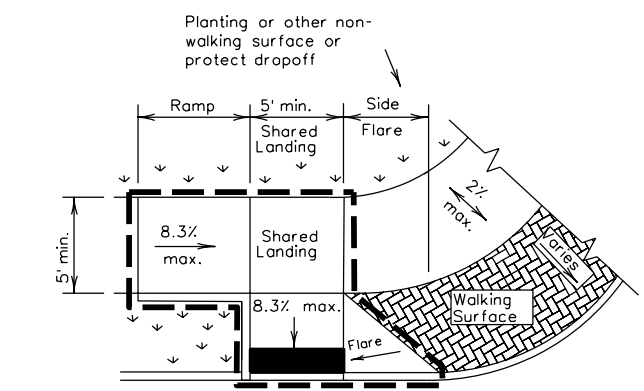 Planting or other non-
walking surface or
protect dropoff
Ramp
5' min.
Side
Shared
Landing
Flare
2%
max.
8.3%
max.
Shared
Landing
5' min.
aries
8.3% max.
Walking
Surface
Flare